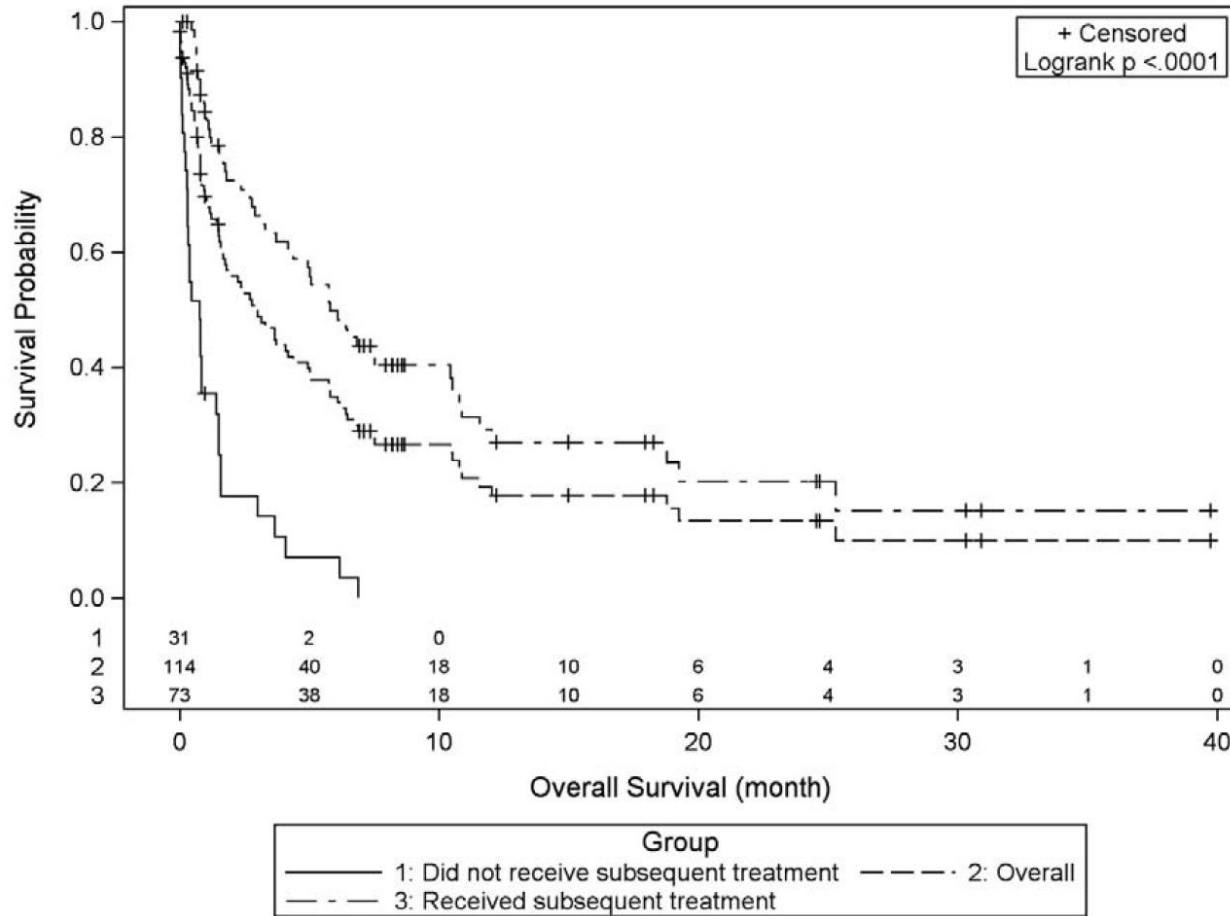 1.0
+ Censored
Logrank p <.0001
0.8
0.6
0.4
0.2
0.0
Survival Probability
1 31 2 0
2 114 40 18 10 6 4 3 1 0
3 73 38 18 10 6 4 3 1 0
0 10 20 30 40
Overall Survival (month)
Group
1: Did not receive subsequent treatment 2: Overall
3: Received subsequent treatment